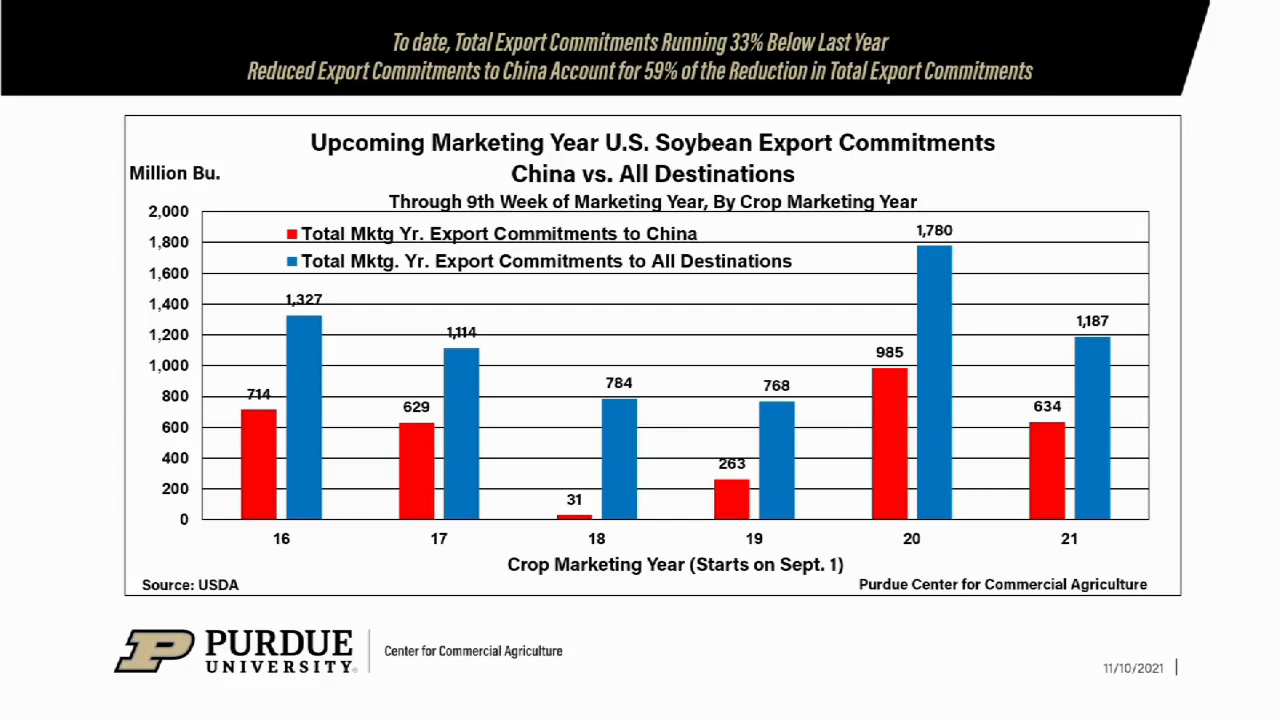 To date, Total Export Commitments Running 33% Below Last Year
Reduced Export Commitments to China Account for 59% of the Reduction in Total Export Commitments
Upcoming Marketing Year U.S. Soybean Export Commitments
China vs. All Destinations
Million Bu.
Through 9th Week of Marketing Year, By Crop Marketing Year
2,000
1,800
1,600
1,400
1,200
1,000
800
600
400
200
0
Total Mktg Yr. Export Commitments to China
Total Mktg. Yr. Export Commitments to All Destinations
714
1,327
629
1,114
31
784
263
768
985
1,780
634
1,187
16
17
18
19
20
21
Crop Marketing Year (Starts on Sept. 1)
Source: USDA
Purdue Center for Commercial Agriculture
P PURDUE
UNIVERSITY®
Center for Commercial Agriculture
11/10/2021